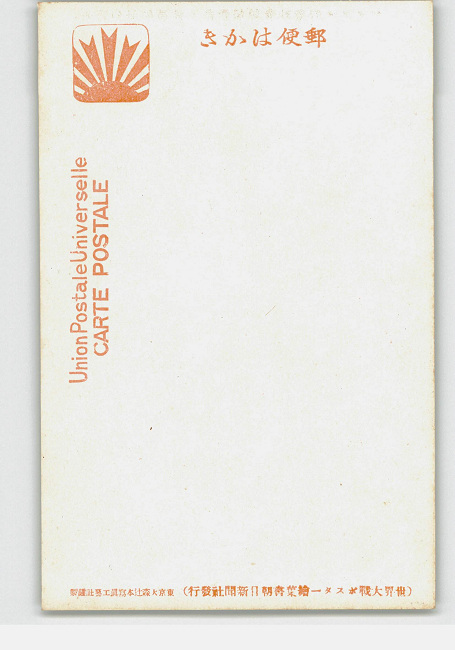 郵便はかき
Union Postale Universelle
CARTE POSTALE
(世界大戰ポスター繪葉書朝日新聞社發行)
東京大森辻本寫眞工藝社謹製